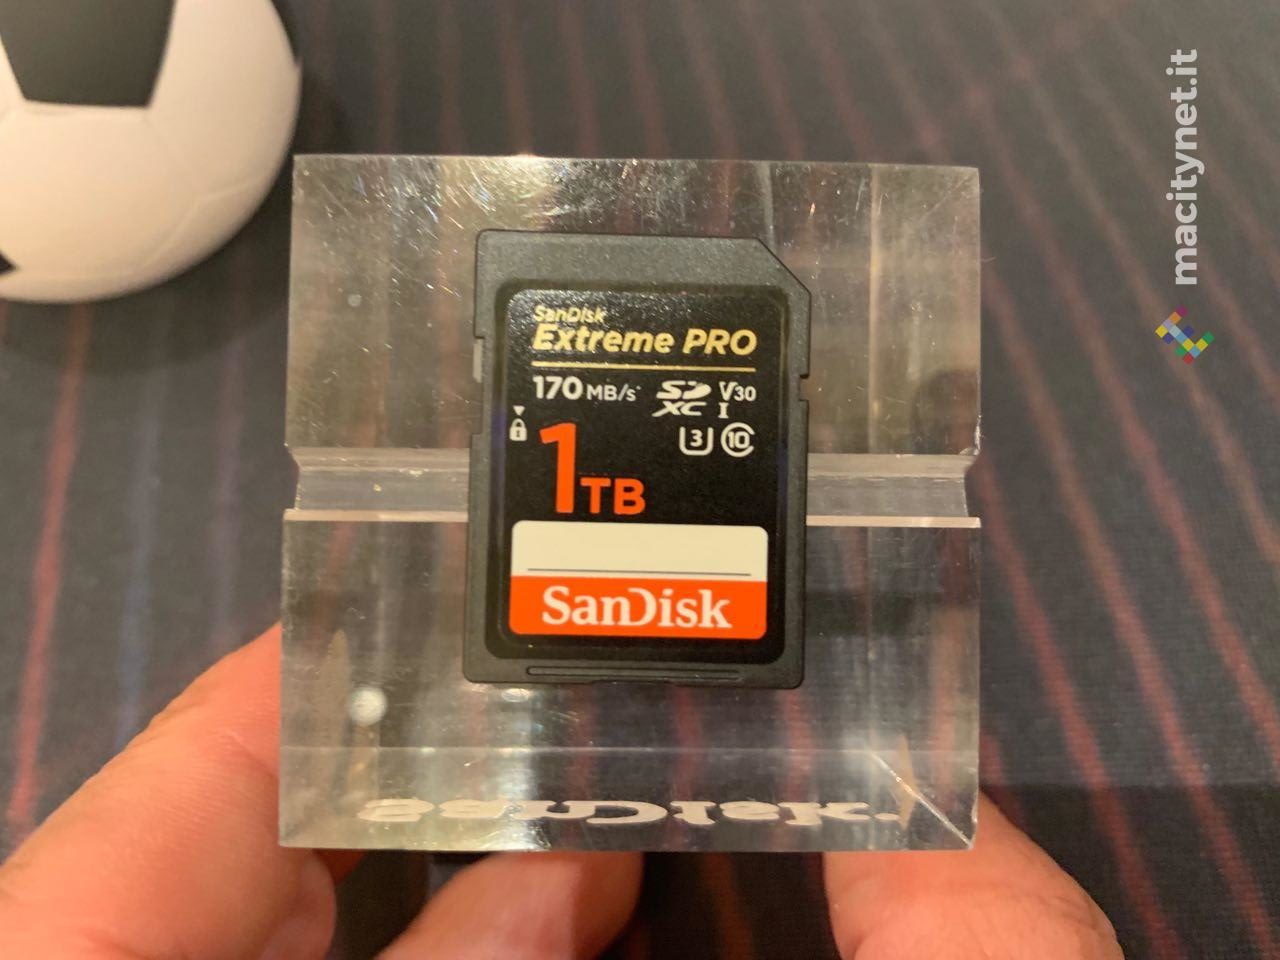 SanDisk
Extreme PRO
170 MB/s
SD XC
V30
I
3
10
1TB
SanDisk
macitynet.it